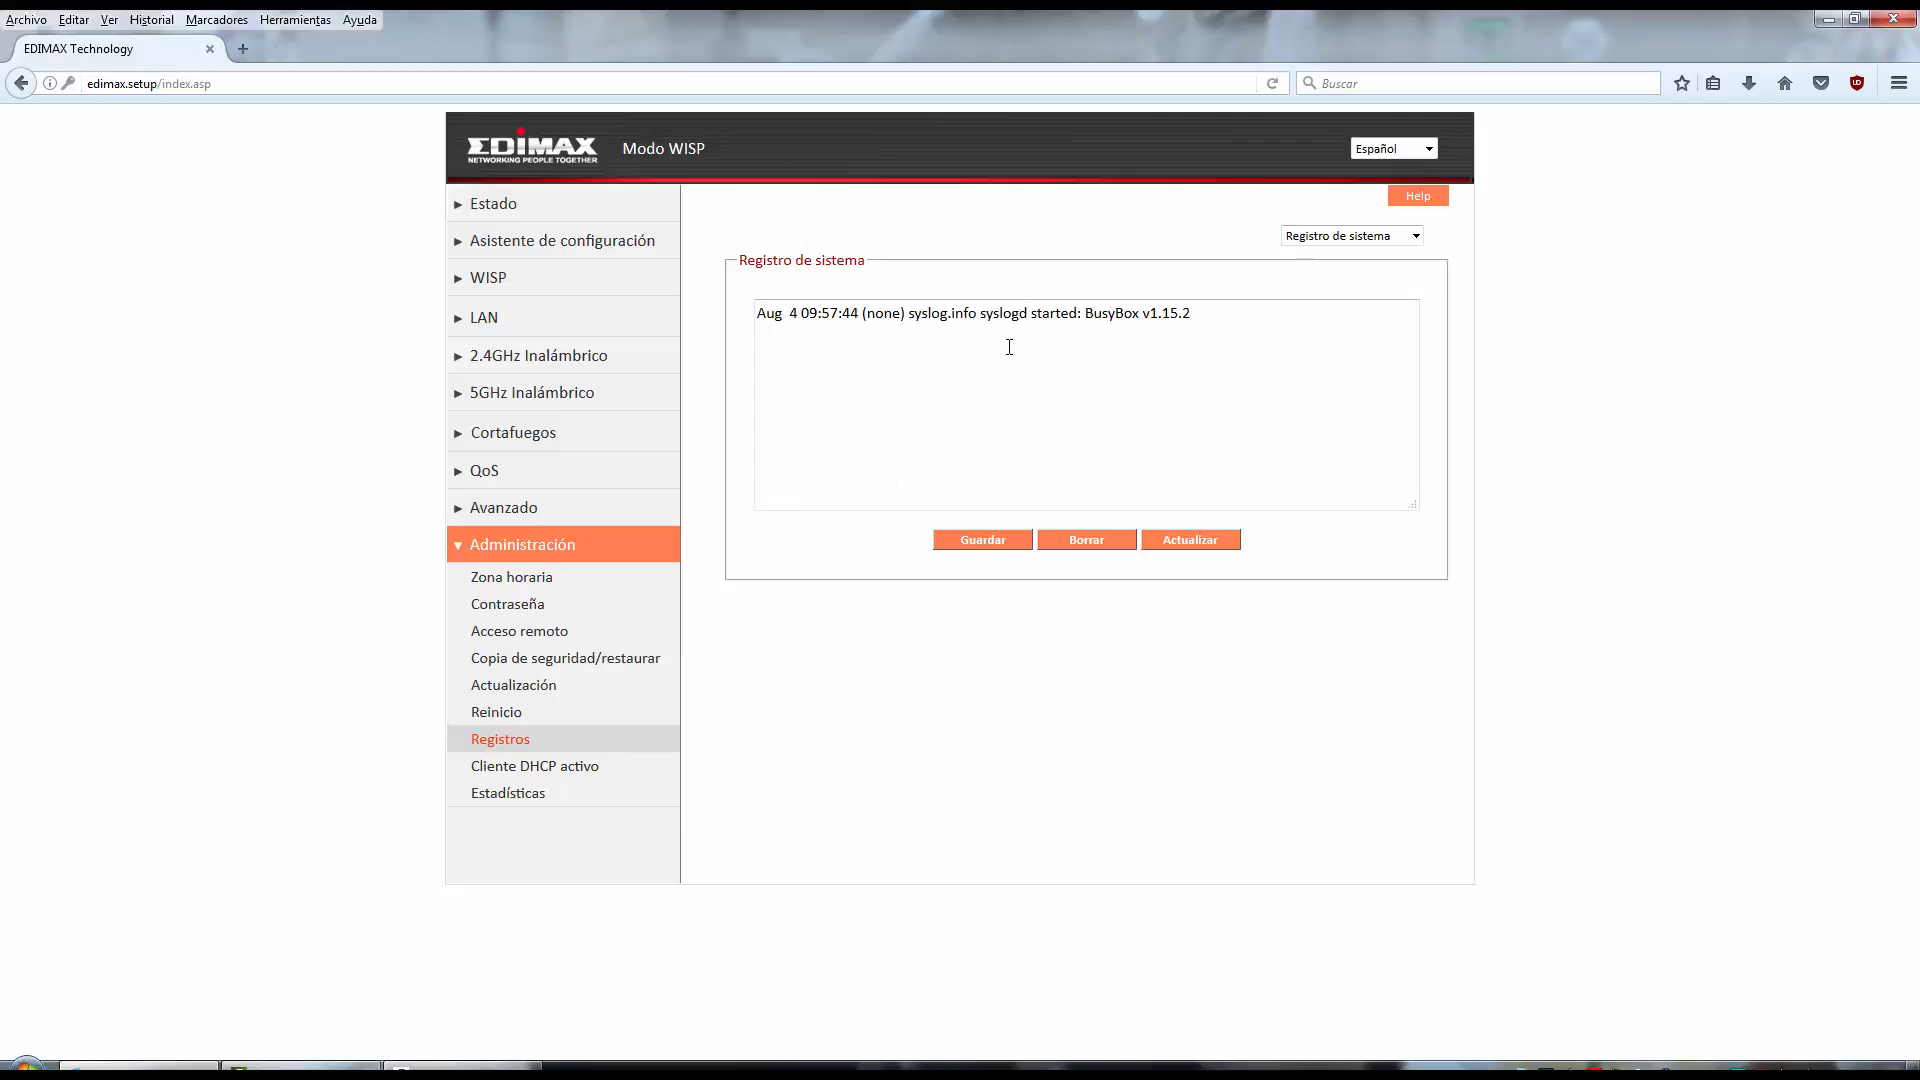 Archivo Editar Ver Historial Marcadores Herramientas Ayuda
EDIMAX Technology
edimax.setup/index.asp
Buscar
EDIMAX
NETWORKING PEOPLE TOGETHER
Modo WISP
Español
Help
Estado
Asistente de configuración
WISP
LAN
2.4GHz Inalámbrico
5GHz Inalámbrico
Cortafuegos
QoS
Avanzado
Administración
Zona horaria
Contraseña
Acceso remoto
Copia de seguridad/restaurar
Actualización
Reinicio
Registros
Cliente DHCP activo
Estadísticas
Registro de sistema
Registro de sistema
Aug  4 09:57:44 (none) syslog.info syslogd started: BusyBox v1.15.2
Guardar Borrar Actualizar